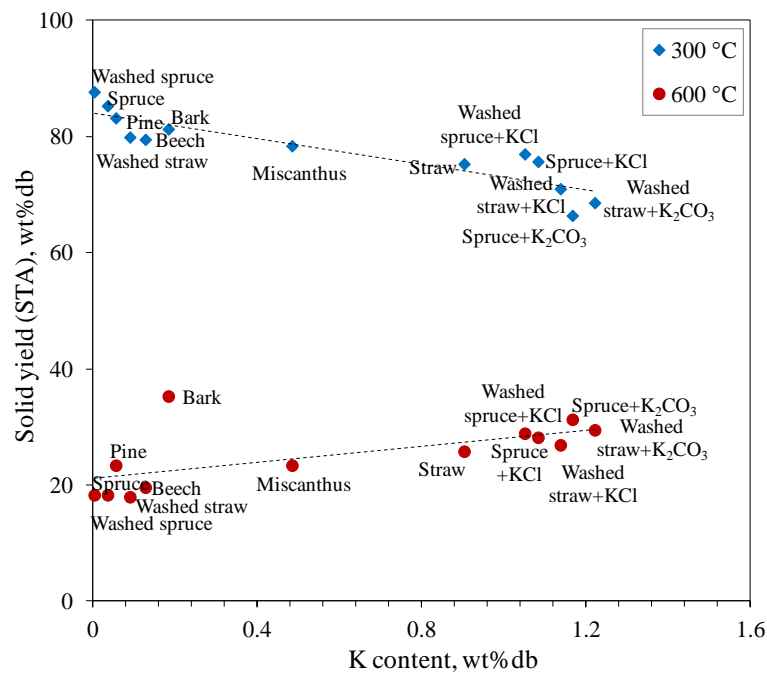 100
80
60
40
20
0
Solid yield (STA), wt%db
300 °C
600 °C
Washed spruce
Spruce
Pine
Bark
Beech
Washed straw
Miscanthus
Straw
Washed
spruce+KCl
Spruce+KCl
Washed
straw+KCl
Washed
straw+K₂CO₃
Spruce+K₂CO₃
Bark
Pine
Spruce
Beech
Washed straw
Washed spruce
Miscanthus
Straw
Washed
spruce+KCl
Spruce+K₂CO₃
Spruce
+KCl
Washed
straw+K₂CO₃
Washed
straw+KCl
0
0.4
0.8
1.2
1.6
K content, wt%db